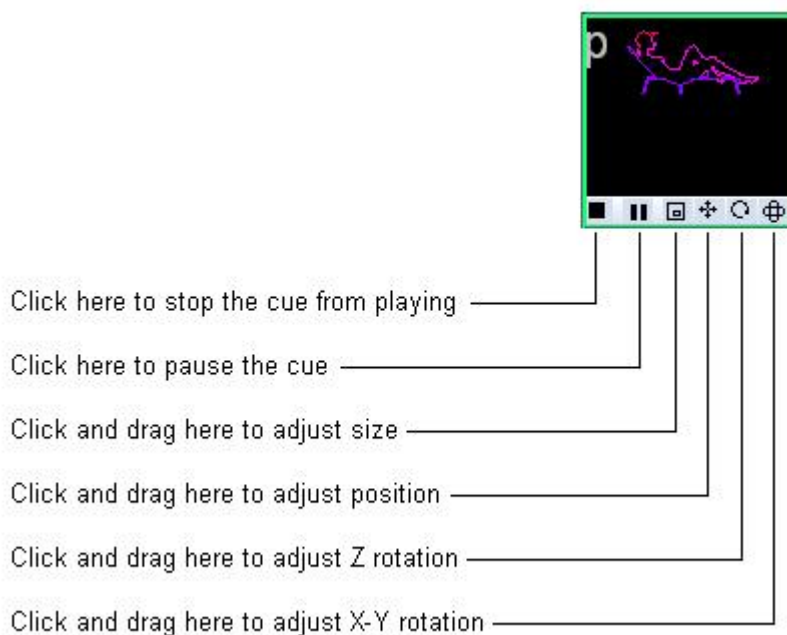 p
Click here to stop the cue from playing
Click here to pause the cue
Click and drag here to adjust size
Click and drag here to adjust position
Click and drag here to adjust Z rotation
Click and drag here to adjust X-Y rotation